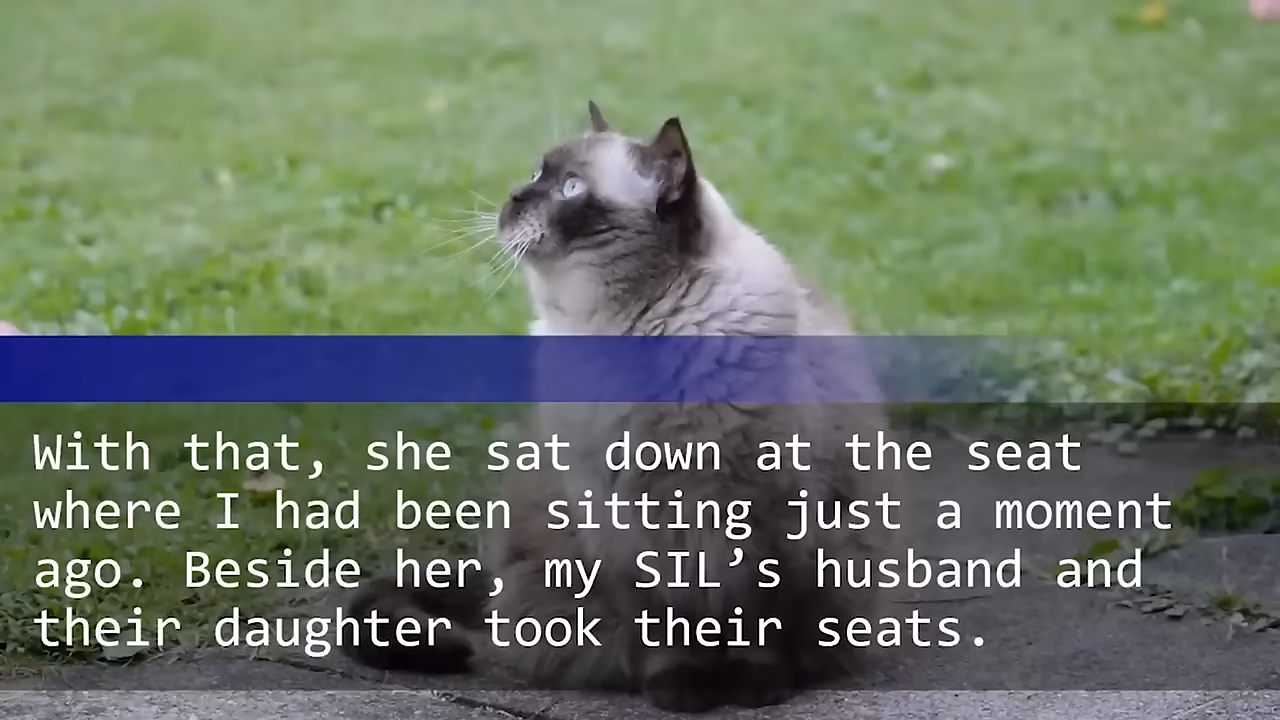 With that, she sat down at the seat
where I had been sitting just a moment
ago. Beside her, my SIL’s husband and
their daughter took their seats.